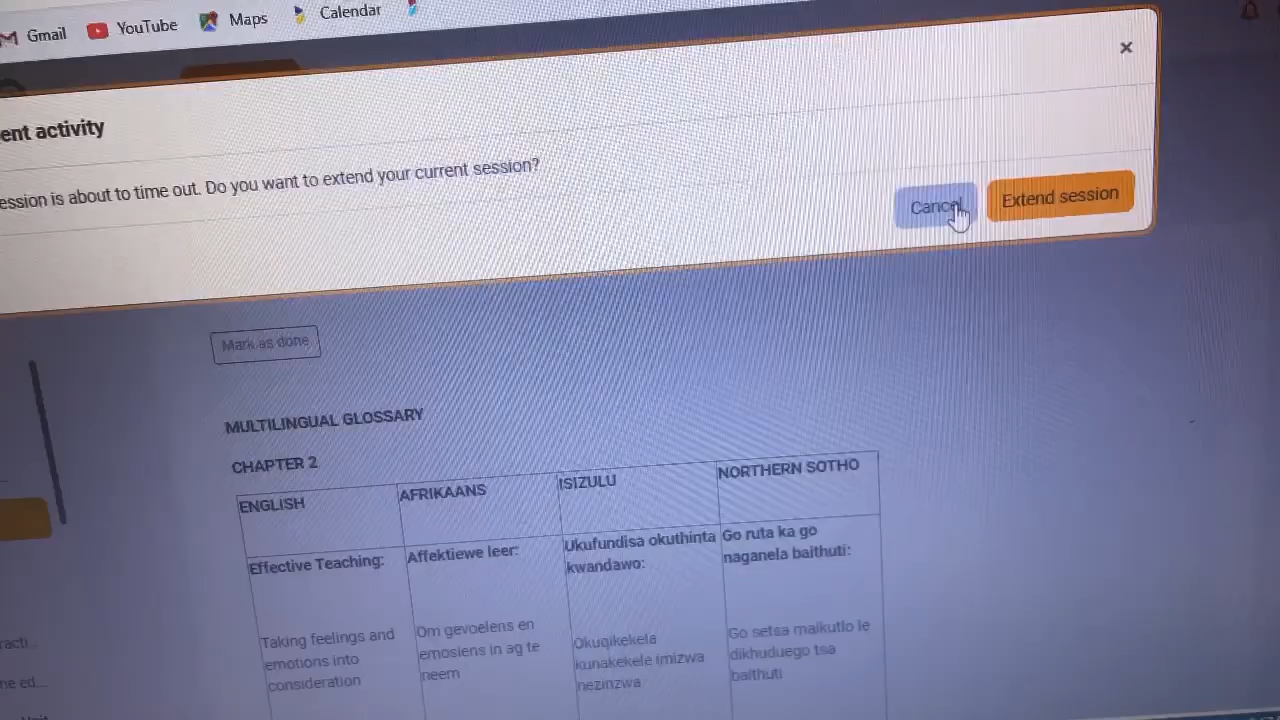 Gmail YouTube Maps Calendar
ent activity
ession is about to time out. Do you want to extend your current session?
Cancel Extend session
Mark as done
MULTILINGUAL GLOSSARY
CHAPTER 2
ENGLISH AFRIKAANS ISIZULU NORTHERN SOTHO
Effective Teaching:
Taking feelings and
emotions into
consideration
Affektiewe leer:
Om gevoelens en
emosiens in ag te
neem
Ukufundisa okuthinta
kwandawo:
Okuqikekela
kunakekele imizwa
nezinzwa
Go ruta ka go
naganela baithuti:
Go setsa maikutlo le
dikhuduego tsa
baithuti
racti...
ne ed...